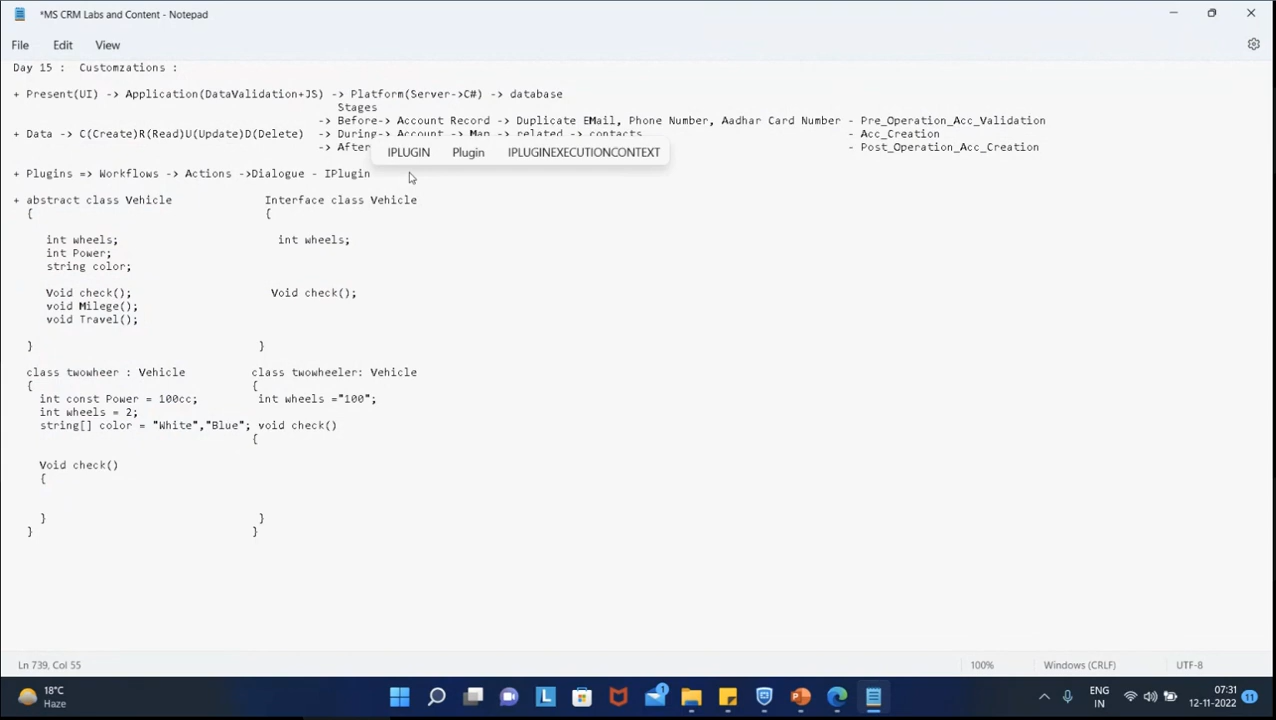 *MS CRM Labs and Content - Notepad
File Edit View
Day 15 : Customzations :
+ Present(UI) -> Application(DataValidation+JS) -> Platform(Server->C#) -> database
Stages
-> Before-> Account Record -> Duplicate EMail, Phone Number, Aadhar Card Number - Pre_Operation_Acc_Validation
+ Data -> C(Create)R(Read)U(Update)D(Delete) -> During-> Account -> Map -> related -> contacts - Acc_Creation
-> After - Post_Operation_Acc_Creation
IPLUGIN Plugin IPLUGINEXECUTIONCONTEXT
+ Plugins => Workflows -> Actions ->Dialogue - IPlugin
+ abstract class Vehicle Interface class Vehicle
{ {
int wheels; int wheels;
int Power;
string color;
Void check(); Void check();
void Milege();
void Travel();
} }
class twowheer : Vehicle class twowheeler: Vehicle
{ {
int const Power = 100cc; int wheels ="100";
int wheels = 2;
string[] color = "White","Blue"; void check()
{
Void check()
{
} }
} }
Ln 739, Col 55 100% Windows (CRLF) UTF-8
18°C
Haze
1
ENG
IN
07:31
12-11-2022
11